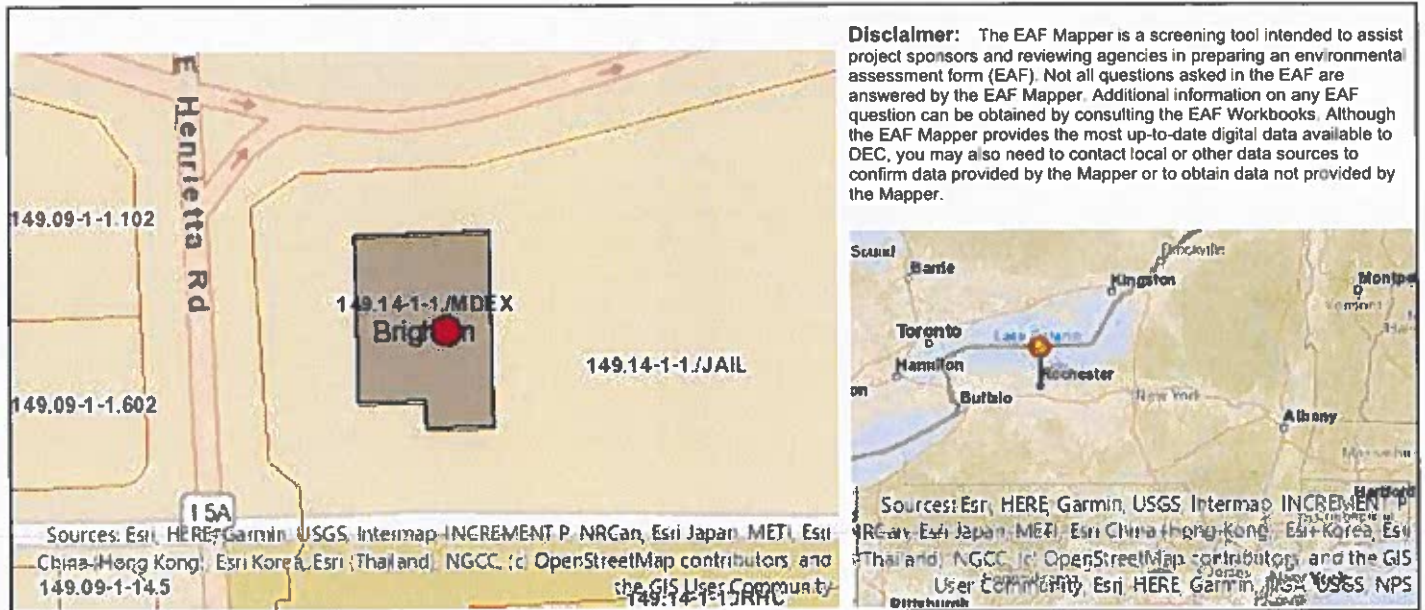 Disclaimer: The EAF Mapper is a screening tool intended to assist
project sponsors and reviewing agencies in preparing an environmental
assessment form (EAF). Not all questions asked in the EAF are
answered by the EAF Mapper. Additional information on any EAF
question can be obtained by consulting the EAF Workbooks. Although
the EAF Mapper provides the most up-to-date digital data available to
DEC, you may also need to contact local or other data sources to
confirm data provided by the Mapper or to obtain data not provided by
the Mapper.
E Henrietta Rd
149.09-1-1.102
149.14-1-1./MDEX
Brighton
149.14-1-1./JAIL
149.09-1-1.602
15A
Sources: Esri, HERE, Garmin, USGS, Intermap, INCREMENT P, NRCan, Esri Japan, METI, Esri
China (Hong Kong), Esri Korea, Esri (Thailand), NGCC, (c) OpenStreetMap contributors, and
the GIS User Community
149.09-1-14.5
Sound
Barrie
Kingston
Montpe
Vermont
Toronto
Hamilton
Rochester
Buffalo
New York
Albany
Hartford
Sources: Esri, HERE, Garmin, USGS, Intermap, INCREMENT P,
NRCan, Esri Japan, METI, Esri China (Hong Kong), Esri Korea, Esri
(Thailand), NGCC, (c) OpenStreetMap contributors, and the GIS
User Community, Esri, HERE, Garmin, USGS, NPS